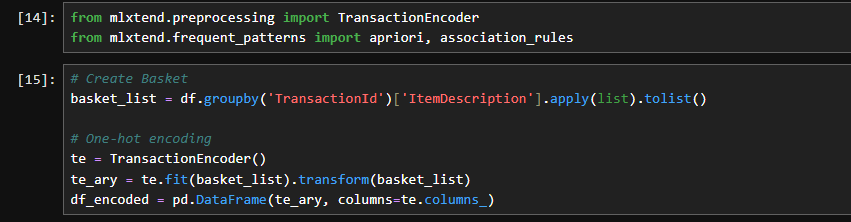 [14]: from mlxtend.preprocessing import TransactionEncoder
from mlxtend.frequent_patterns import apriori, association_rules
[15]: # Create Basket
basket_list = df.groupby('TransactionId')['ItemDescription'].apply(list).tolist()
# One-hot encoding
te = TransactionEncoder()
te_ary = te.fit(basket_list).transform(basket_list)
df_encoded = pd.DataFrame(te_ary, columns=te.columns_)